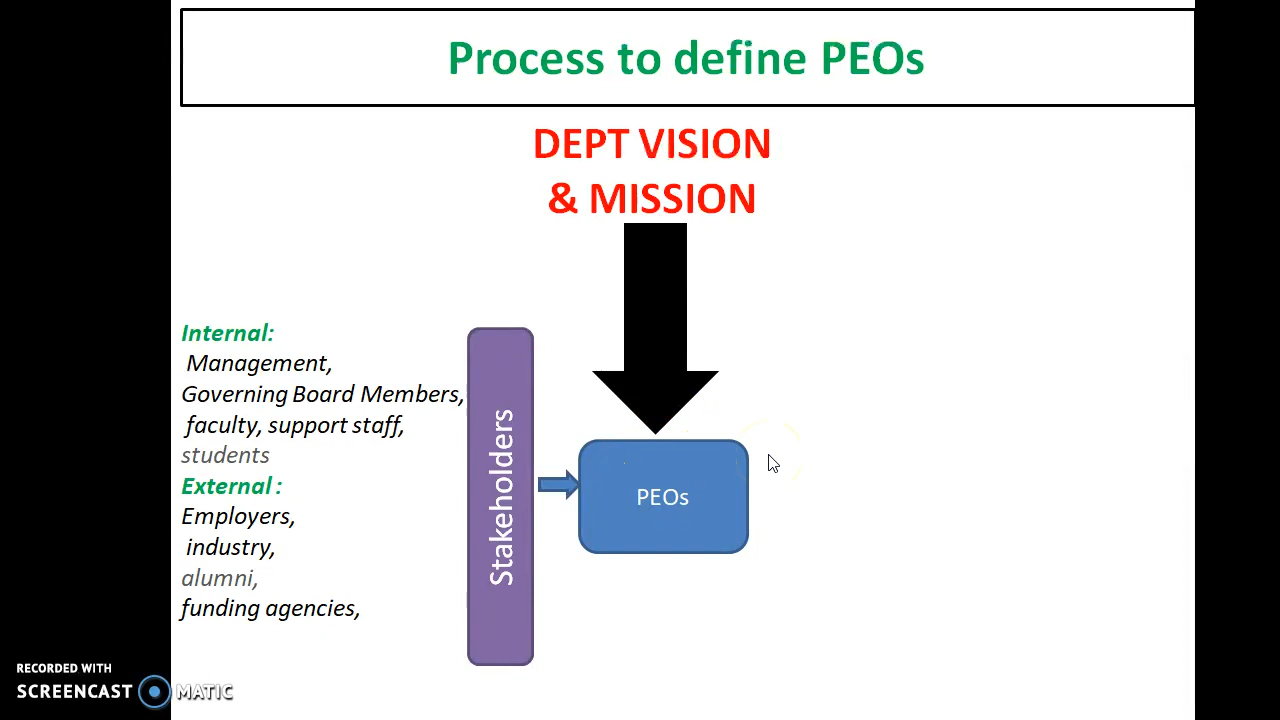 Process to define PEOs
DEPT VISION
& MISSION
Internal:
Management,
Governing Board Members,
faculty, support staff,
students
External :
Employers,
industry,
alumni,
funding agencies,
Stakeholders
PEOs
RECORDED WITH
SCREENCAST MATIC